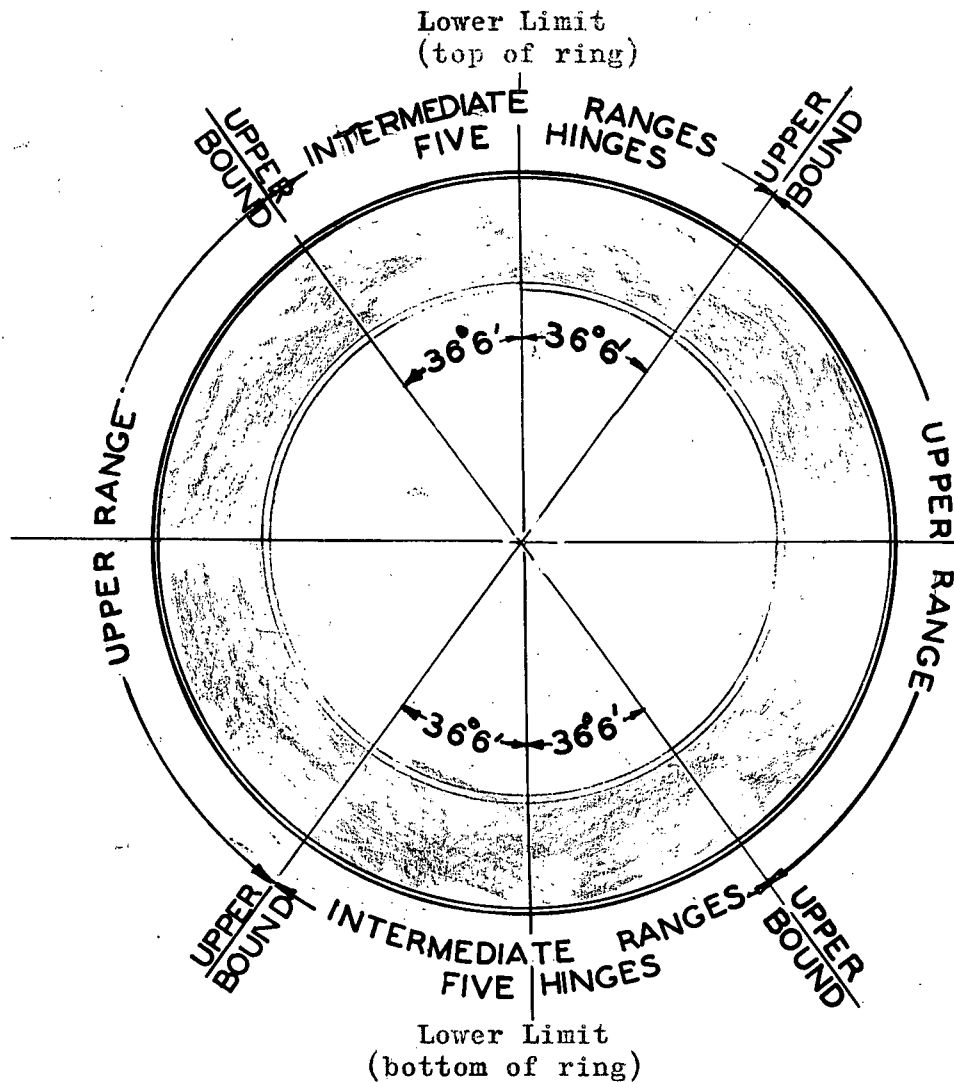 Lower Limit
(top of ring)
INTERMEDIATE RANGES
FIVE HINGES
UPPER
BOUND
UPPER
BOUND
36°6′ 36°6′
UPPER RANGE
UPPER RANGE
36°6′ 36°6′
UPPER
BOUND
INTERMEDIATE RANGES
FIVE HINGES
UPPER
BOUND
Lower Limit
(bottom of ring)